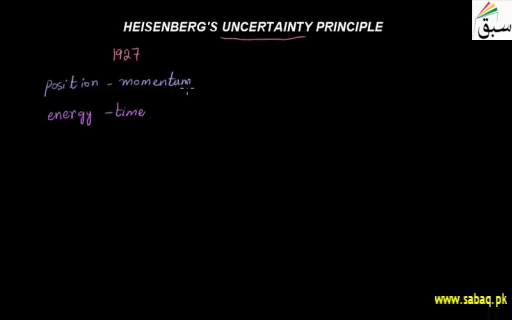 HEISENBERG'S UNCERTAINTY PRINCIPLE
سبق
1927
position - momentum
energy - time
www.sabaq.pk